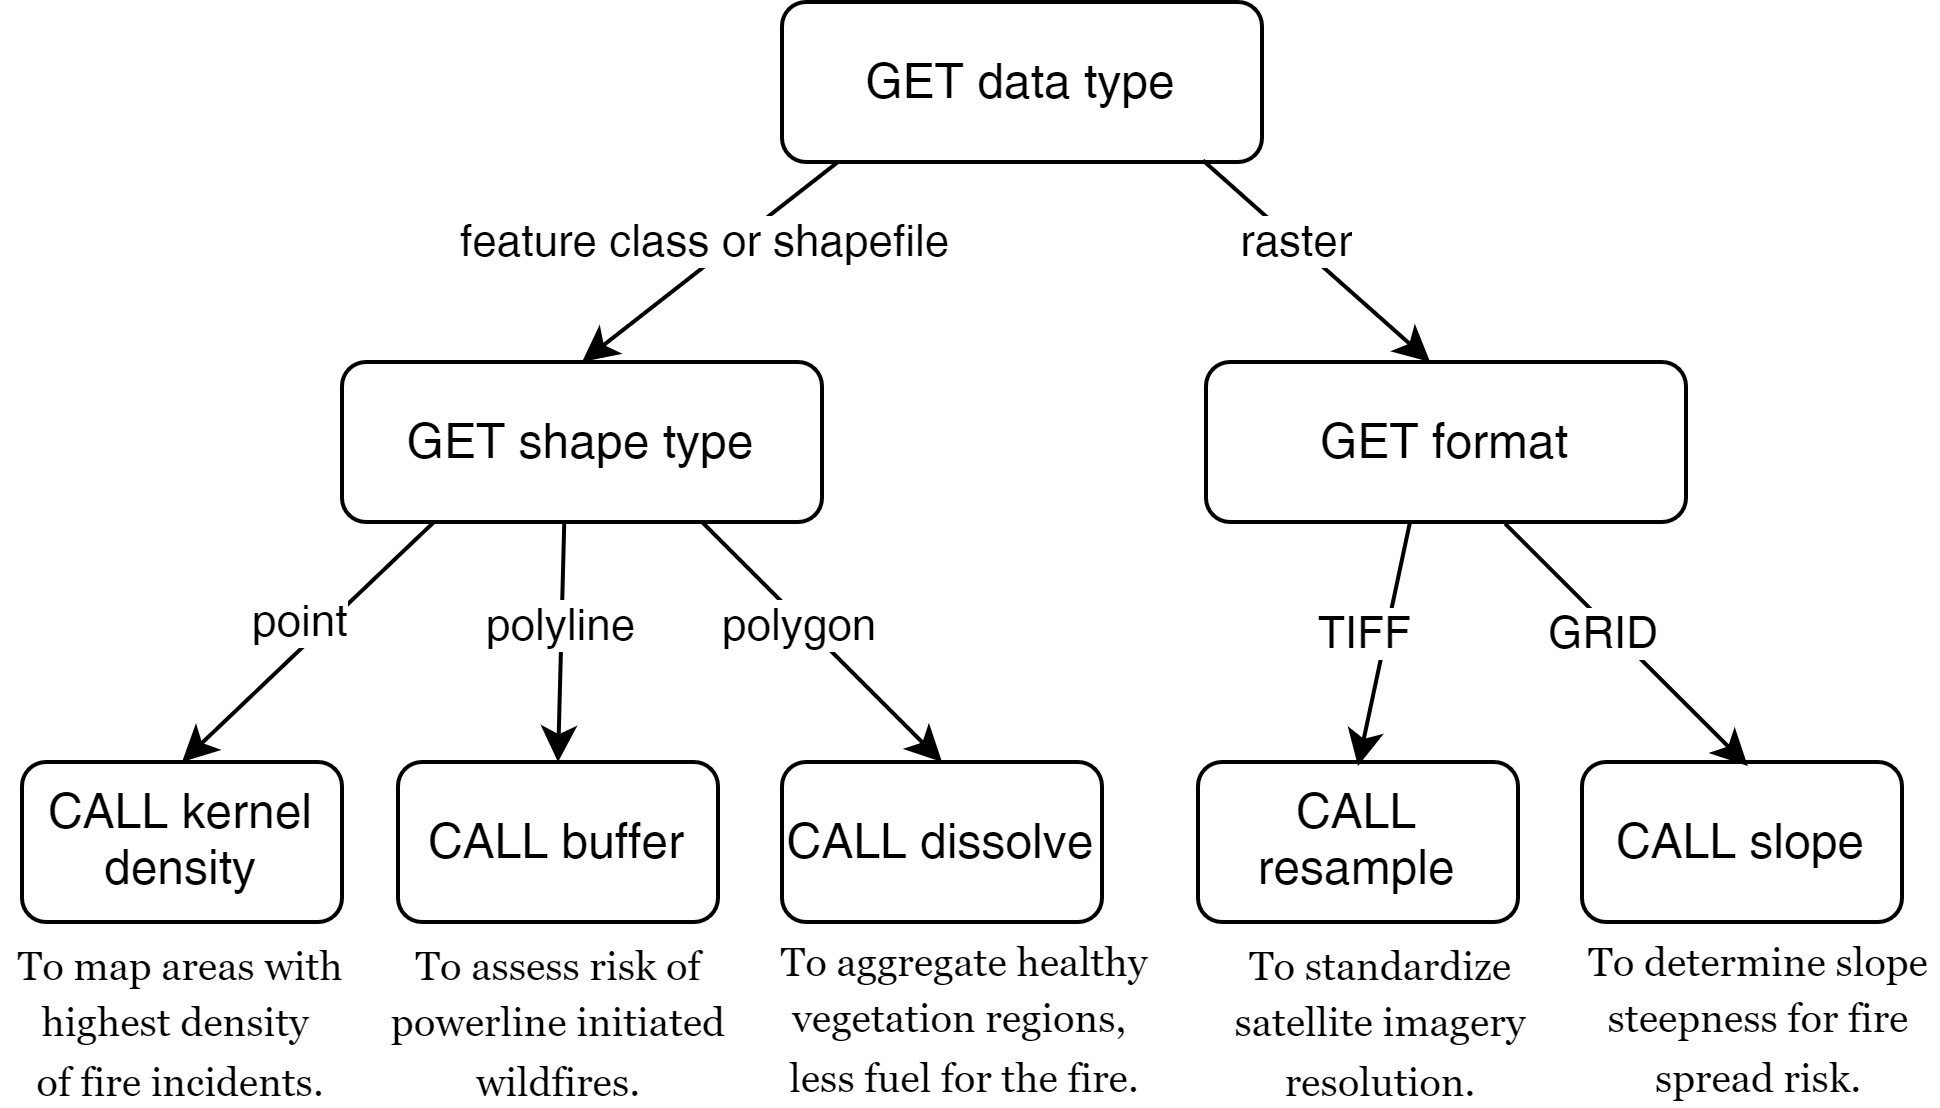 GET data type
feature class or shapefile
raster
GET shape type
GET format
point
polyline
polygon
TIFF
GRID
CALL kernel
density
CALL buffer
CALL dissolve
CALL
resample
CALL slope
To map areas with
highest density
of fire incidents.
To assess risk of
powerline initiated
wildfires.
To aggregate healthy
vegetation regions,
less fuel for the fire.
To standardize
satellite imagery
resolution.
To determine slope
steepness for fire
spread risk.